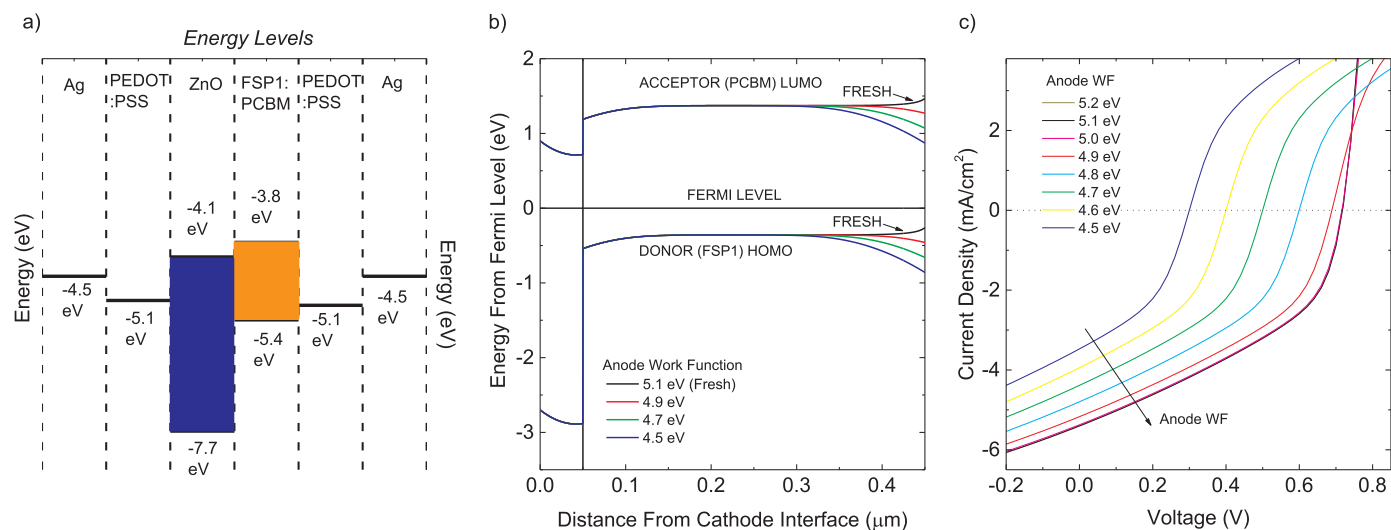 a)
Energy Levels
Ag
PEDOT
:PSS
ZnO
FSP1:
PCBM
PEDOT
:PSS
Ag
-4.1
eV
-3.8
eV
-4.5
eV
-5.1
eV
-5.4
eV
-5.1
eV
-4.5
eV
-7.7
eV
Energy (eV)
Energy (eV)
b)
2
1
0
-1
-2
-3
Energy From Fermi Level (eV)
ACCEPTOR (PCBM) LUMO
FRESH
FERMI LEVEL
FRESH
DONOR (FSP1) HOMO
Anode Work Function
5.1 eV (Fresh)
4.9 eV
4.7 eV
4.5 eV
0.0 0.1 0.2 0.3 0.4
Distance From Cathode Interface (μm)
c)
Current Density (mA/cm²)
2
0
-2
-4
-6
Anode WF
5.2 eV
5.1 eV
5.0 eV
4.9 eV
4.8 eV
4.7 eV
4.6 eV
4.5 eV
Anode WF
-0.2 0.0 0.2 0.4 0.6 0.8
Voltage (V)